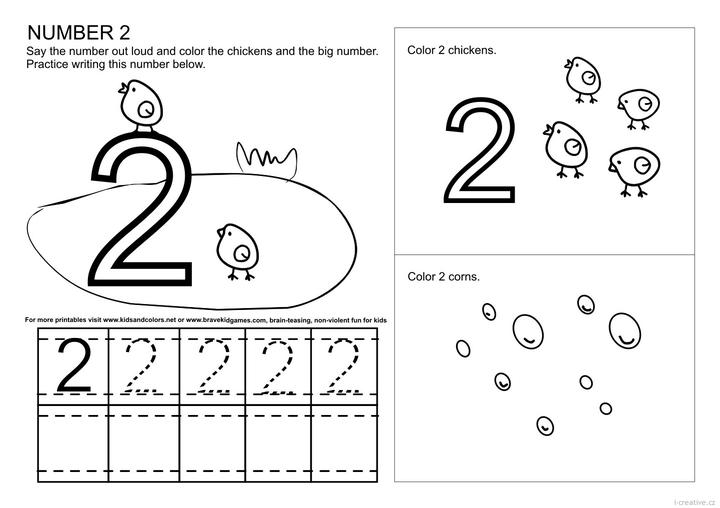 NUMBER 2
Say the number out loud and color the chickens and the big number.
Practice writing this number below.
2
For more printables visit www.kidsandcolors.net or www.bravekidgames.com, brain-teasing, non-violent fun for kids
2 2 2 2 2
Color 2 chickens.
2
Color 2 corns.
i-creative.cz